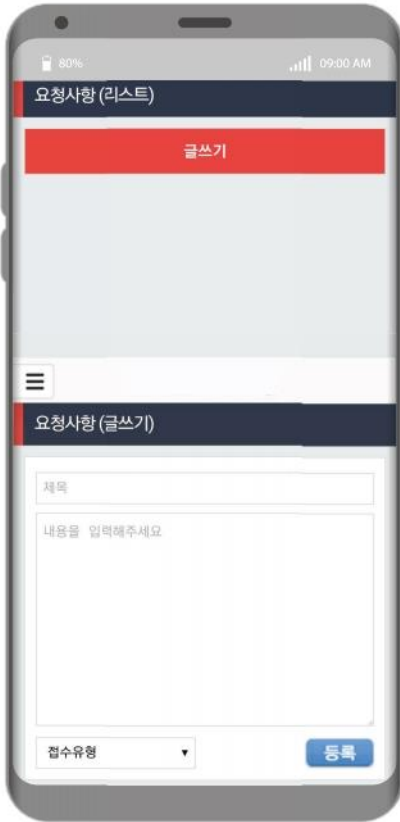 80%
09:00 AM
요청사항 (리스트)
글쓰기
요청사항 (글쓰기)
제목
내용을 입력해주세요
접수유형
등록